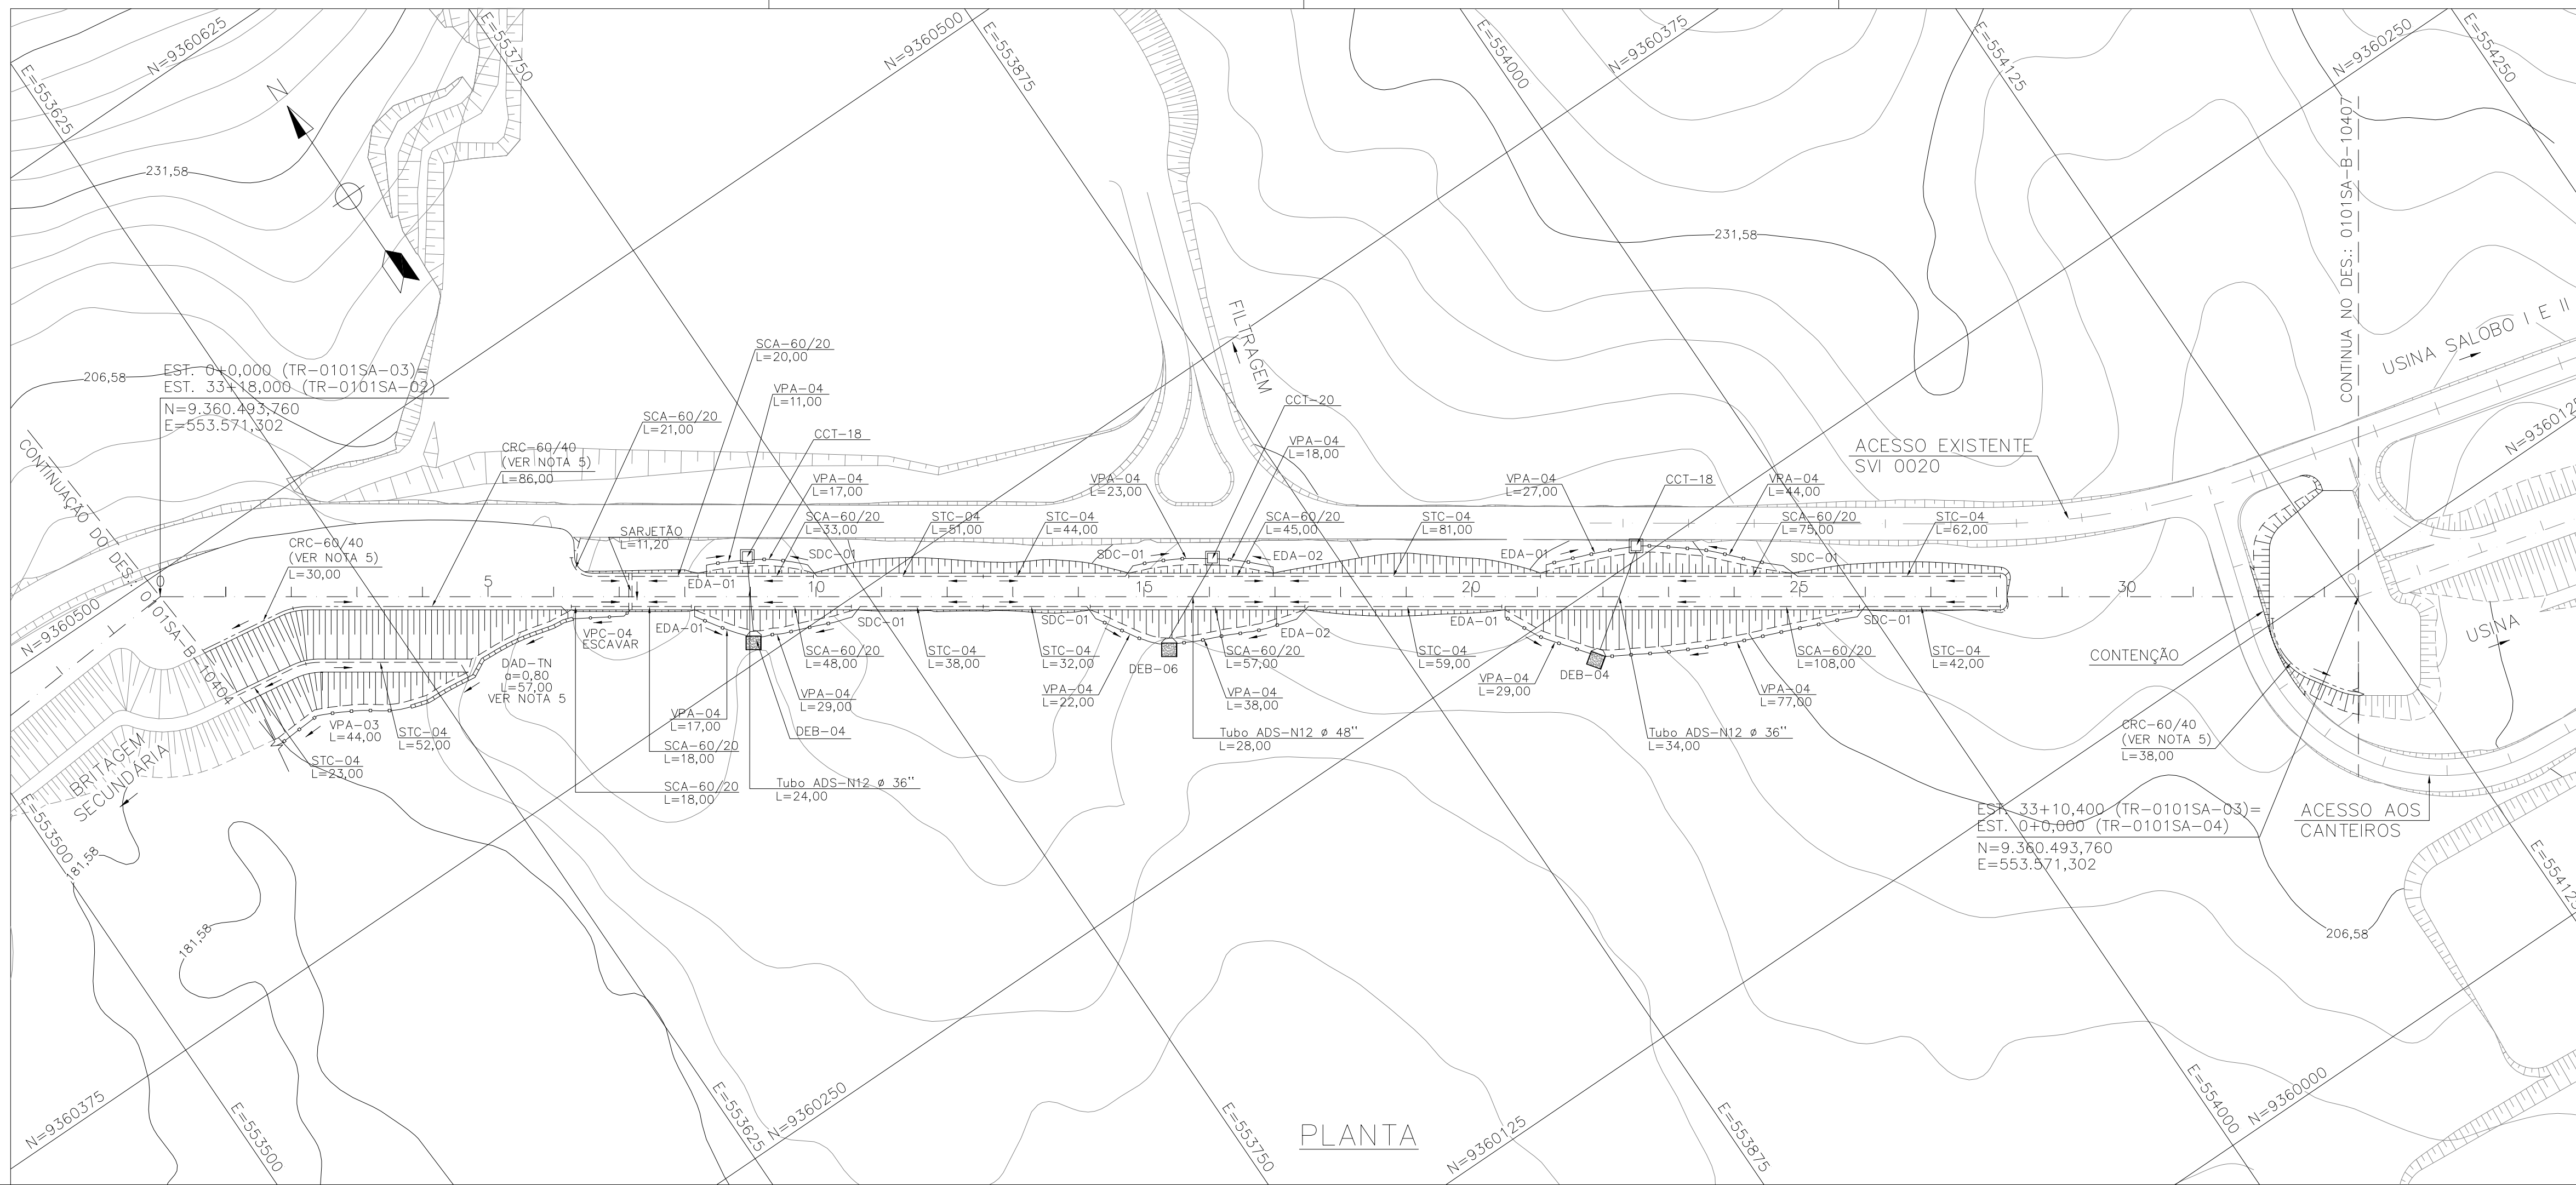 E=553625
N=9360625
E=553750
N=9360500
E=553875
E=554000
N=9360375
E=554125
N=9360250
E=554250
N
231,58
231,58
CONTINUA NO DES.: 0101SA-B-10407
USINA SALOBO I E II
FILTRAGEM
206,58
EST. 0+0,000 (TR-0101SA-03)=
EST. 33+18,000 (TR-0101SA-02)
N=9.360.493,760
E=553.571,302
SCA-60/20
L=20,00
VPA-04
L=11,00
SCA-60/20
L=21,00
CCT-18
CRC-60/40
(VER NOTA 5)
L=86,00
VPA-04
L=17,00
CCT-20
VPA-04
L=18,00
VPA-04
L=23,00
VPA-04
L=27,00
CCT-18
VPA-04
L=44,00
ACESSO EXISTENTE
SVI 0020
N=9360125
CONTINUAÇÃO DO DES.: 0101SA-B-10404
SARJETÃO
L=11,20
SCA-60/20
L=33,00
STC-04
L=51,00
STC-04
L=44,00
SCA-60/20
L=45,00
STC-04
L=81,00
SCA-60/20
L=75,00
STC-04
L=62,00
CRC-60/40
(VER NOTA 5)
L=30,00
SDC-01
SDC-01
EDA-02
EDA-01
SDC-01
EDA-01
0
5
10
15
20
25
30
0
N=9360500
VPC-04
ESCAVAR
EDA-01
SDC-01
SDC-01
EDA-02
EDA-01
SDC-01
DAD-TN
a=0,80
L=57,00
VER NOTA 5
SCA-60/20
L=48,00
STC-04
L=38,00
STC-04
L=32,00
DEB-06
SCA-60/20
L=57,00
STC-04
L=59,00
DEB-04
SCA-60/20
L=108,00
STC-04
L=42,00
CONTENÇÃO
USINA
VPA-03
L=44,00
STC-04
L=52,00
STC-04
L=23,00
VPA-04
L=17,00
VPA-04
L=29,00
DEB-04
VPA-04
L=22,00
VPA-04
L=38,00
VPA-04
L=29,00
VPA-04
L=77,00
SCA-60/20
L=18,00
SCA-60/20
L=18,00
Tubo ADS-N12 ø 36"
L=24,00
Tubo ADS-N12 ø 48"
L=28,00
Tubo ADS-N12 ø 36"
L=34,00
CRC-60/40
(VER NOTA 5)
L=38,00
BRITAGEM
SECUNDÁRIA
EST. 33+10,400 (TR-0101SA-03)=
EST. 0+0,000 (TR-0101SA-04)
N=9.360.493,760
E=553.571,302
ACESSO AOS
CANTEIROS
E=553500
181,58
181,58
206,58
E=554125
N=9360375
E=553500
E=553625
N=9360250
E=553750
PLANTA
N=9360125
E=553875
E=554000
N=9360000